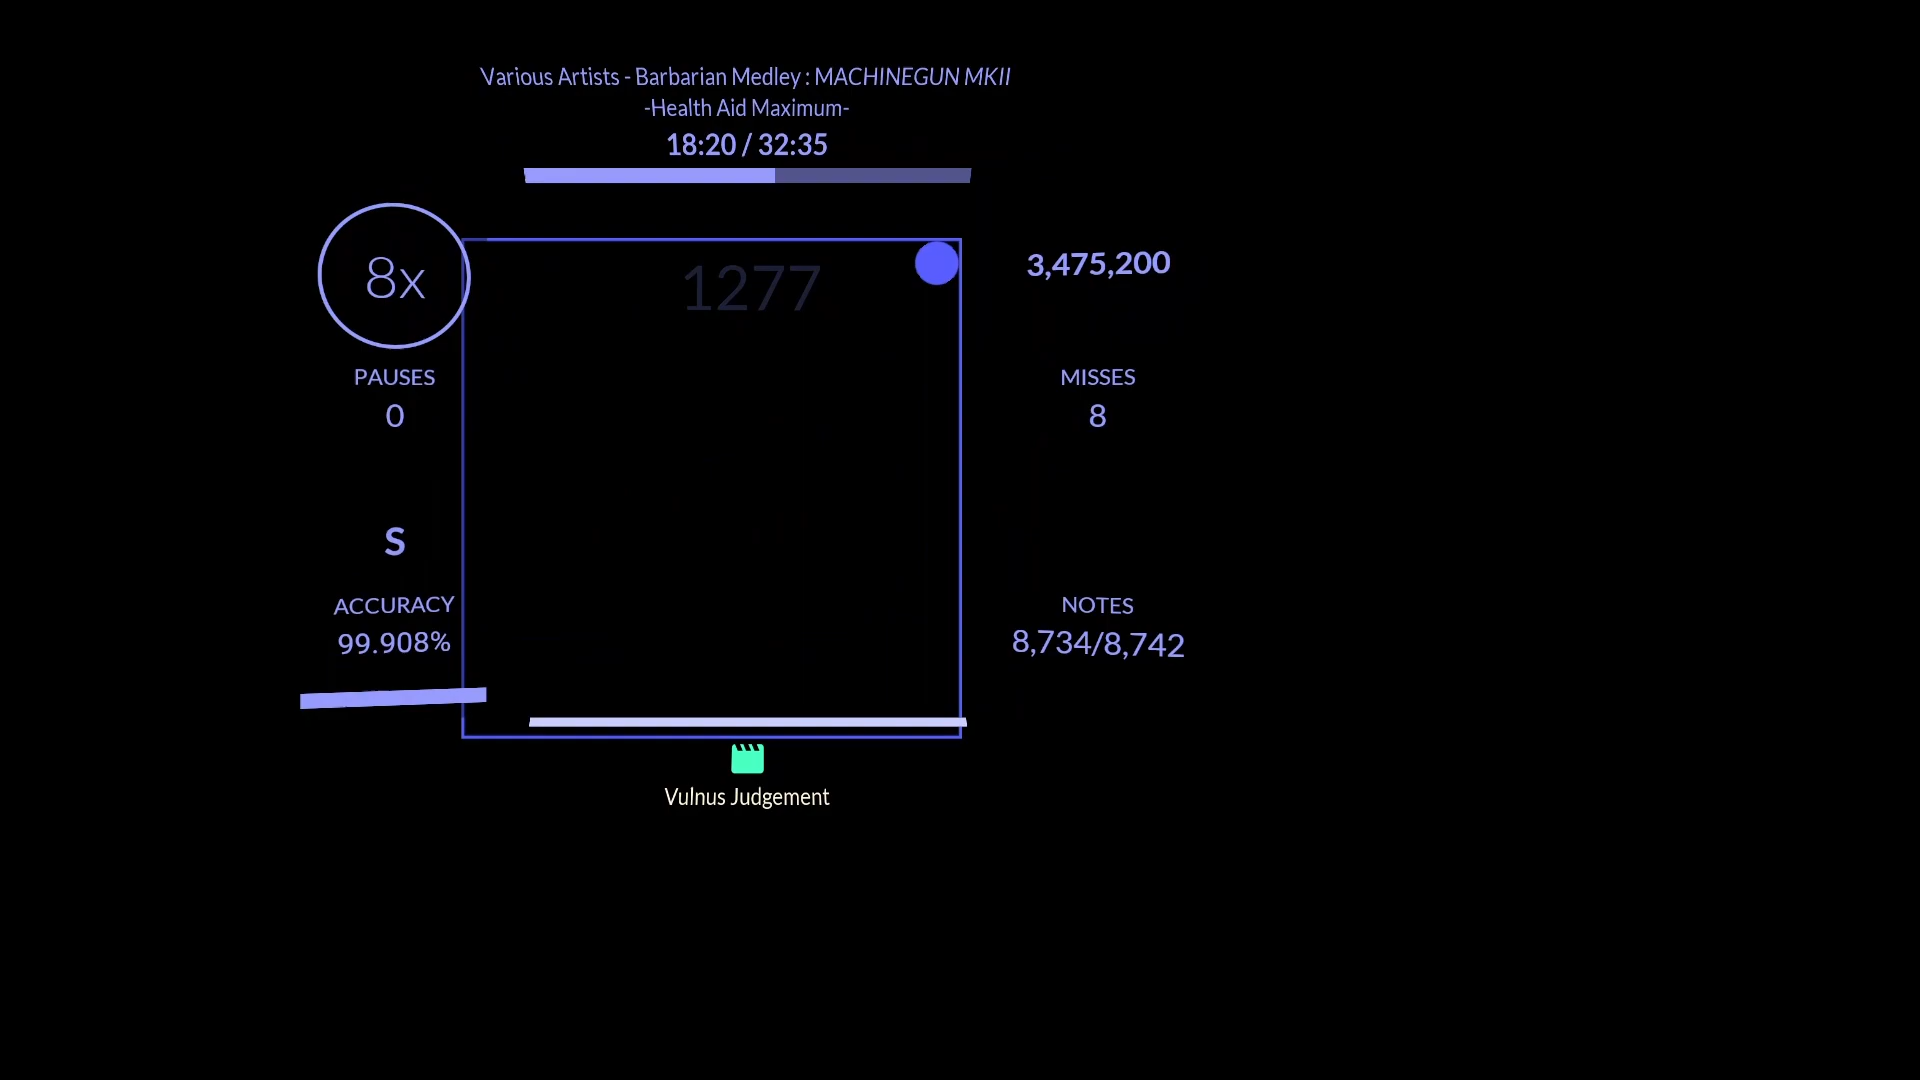 Various Artists - Barbarian Medley : MACHINEGUN MKII
-Health Aid Maximum-
18:20 / 32:35
8x
1277
3,475,200
PAUSES
0
MISSES
8
S
ACCURACY
99.908%
NOTES
8,734/8,742
Vulnus Judgement